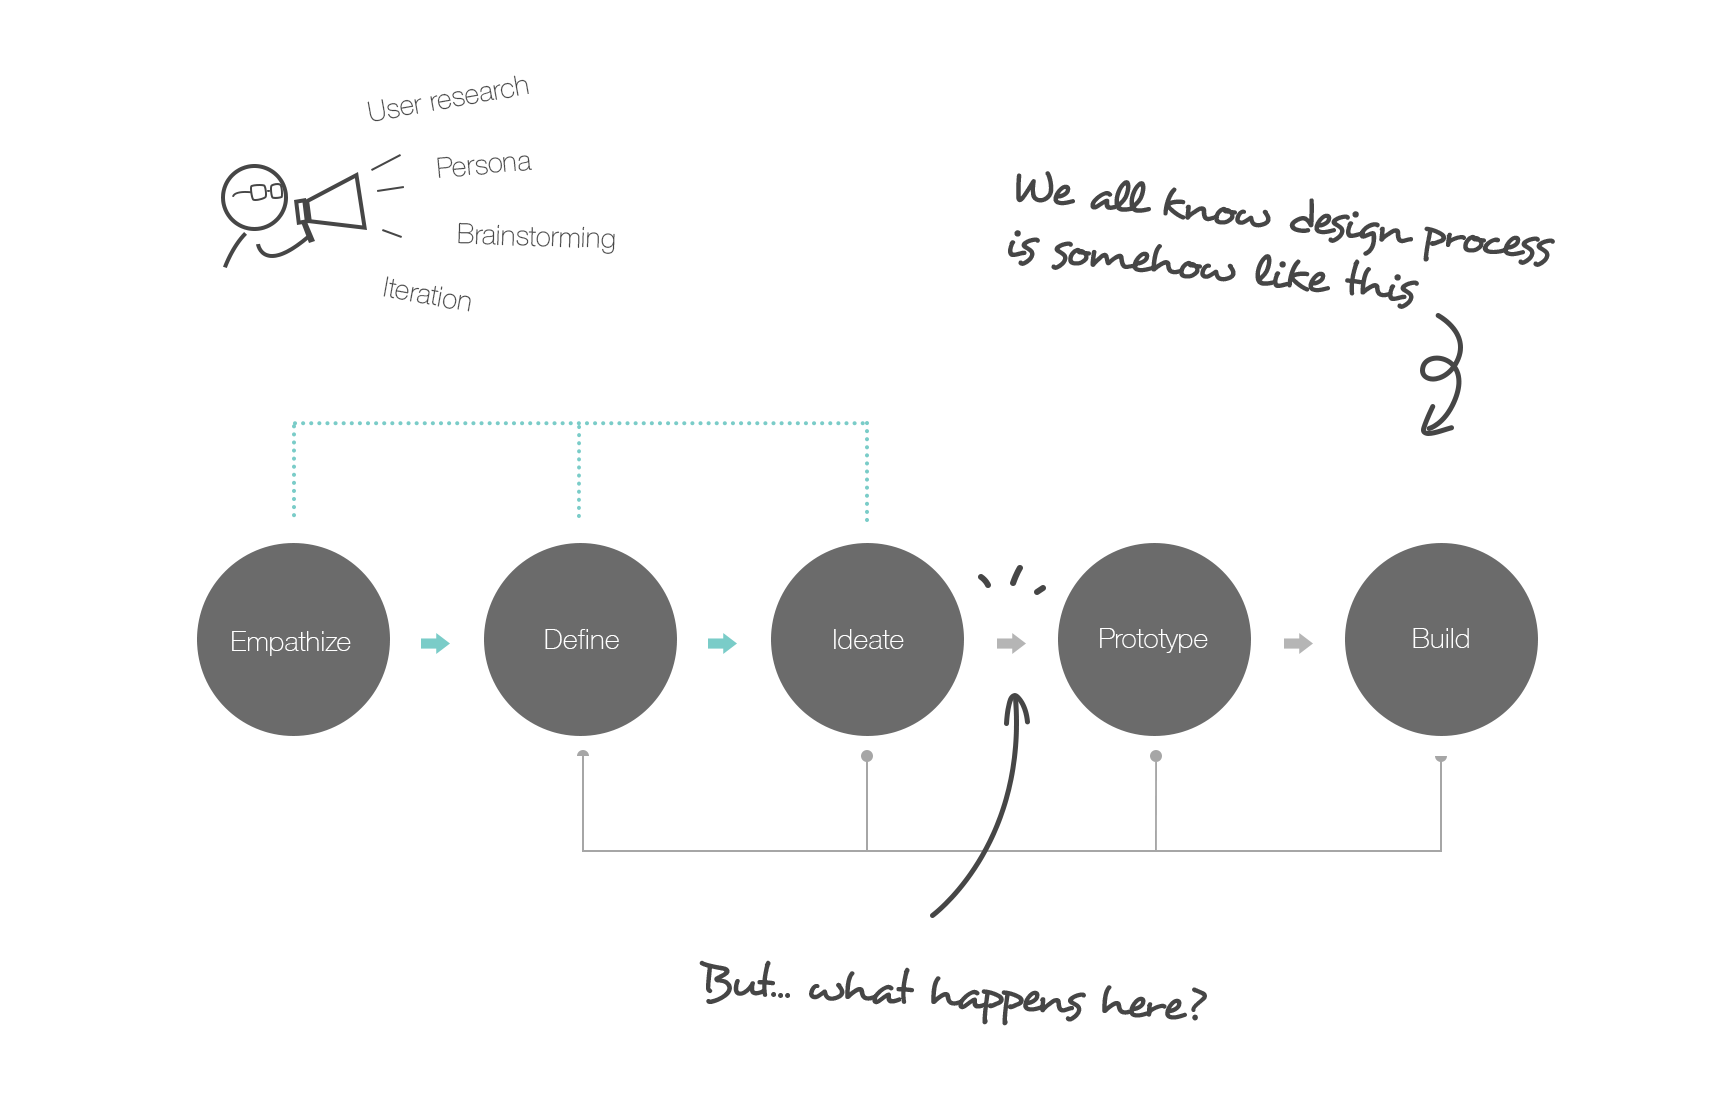 User research
Persona
Brainstorming
Iteration
We all know design process
is somehow like this
Empathize
Define
Ideate
Prototype
Build
But... what happens here?